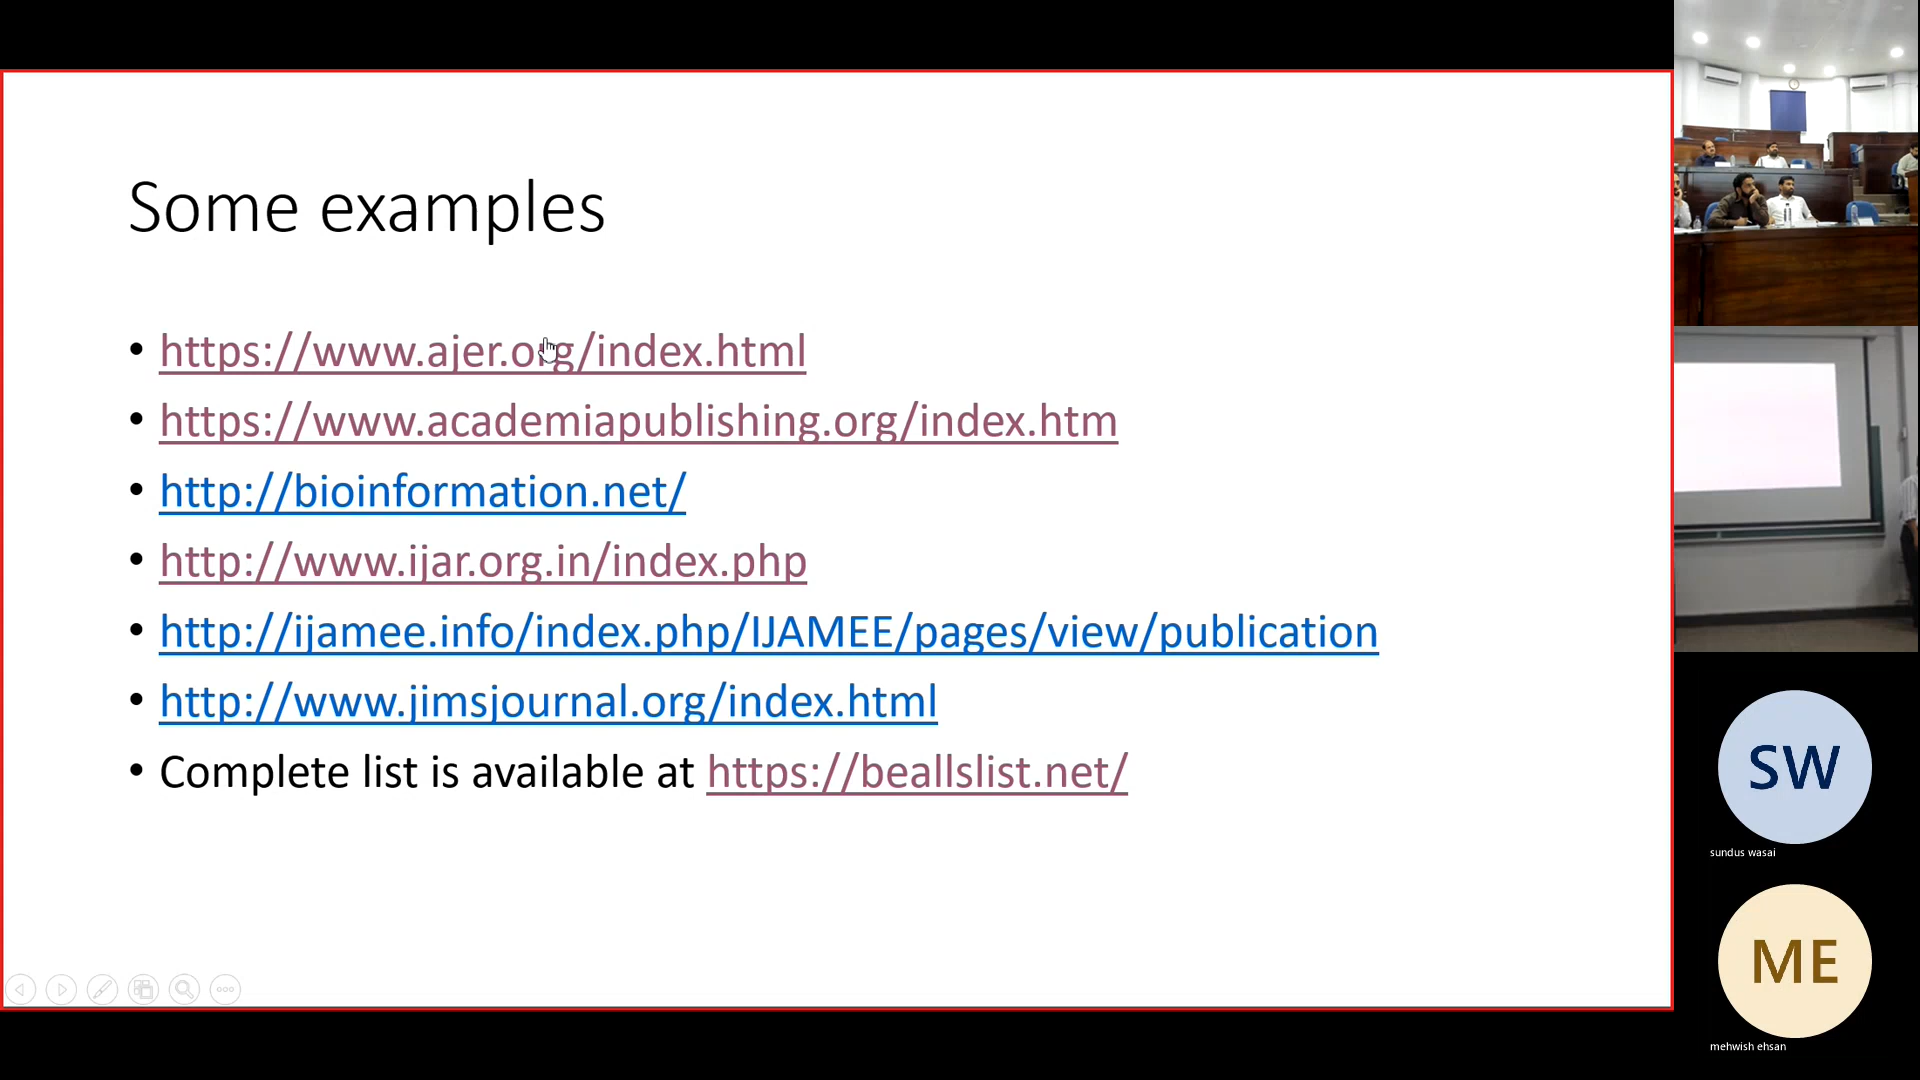 Some examples
• https://www.ajer.org/index.html
• https://www.academiapublishing.org/index.htm
• http://bioinformation.net/
• http://www.ijar.org.in/index.php
• http://ijamee.info/index.php/IJAMEE/pages/view/publication
• http://www.jimsjournal.org/index.html
• Complete list is available at https://beallslist.net/
SW
sundus wasai
ME
mehwish ehsan